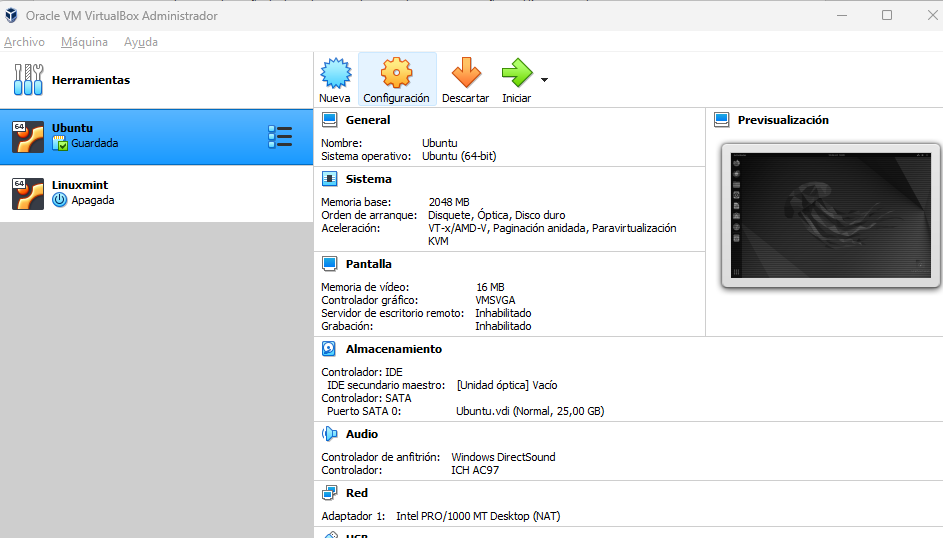 Oracle VM VirtualBox Administrador
Archivo Máquina Ayuda
Herramientas
Nueva Configuración Descartar Iniciar
64 Ubuntu
Guardada
64 Linuxmint
Apagada
General
Nombre: Ubuntu
Sistema operativo: Ubuntu (64-bit)
Sistema
Memoria base: 2048 MB
Orden de arranque: Disquete, Óptica, Disco duro
Aceleración: VT-x/AMD-V, Paginación anidada, Paravirtualización
KVM
Pantalla
Memoria de vídeo: 16 MB
Controlador gráfico: VMSVGA
Servidor de escritorio remoto: Inhabilitado
Grabación: Inhabilitado
Previsualización
Almacenamiento
Controlador: IDE
IDE secundario maestro: [Unidad óptica] Vacío
Controlador: SATA
Puerto SATA 0: Ubuntu.vdi (Normal, 25,00 GB)
Audio
Controlador de anfitrión: Windows DirectSound
Controlador: ICH AC97
Red
Adaptador 1: Intel PRO/1000 MT Desktop (NAT)